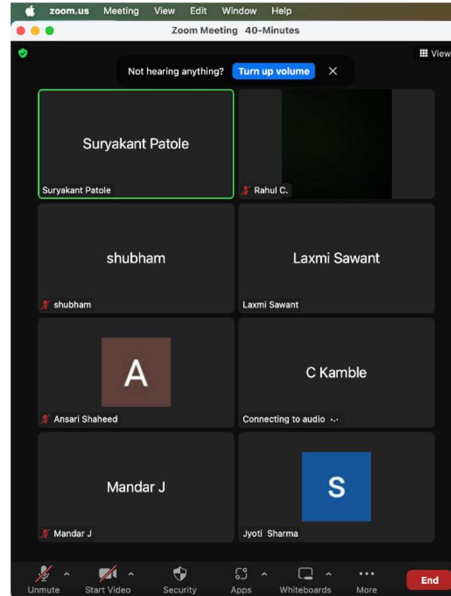 zoom.us Meeting View Edit Window Help
Zoom Meeting 40-Minutes
View
Not hearing anything? Turn up volume
Suryakant Patole
Suryakant Patole
Rahul C.
shubham
Laxmi Sawant
shubham
Laxmi Sawant
A
C Kamble
Ansari Shaheed
Connecting to audio
Mandar J
S
Mandar J
Jyoti Sharma
Unmute Start Video Security Apps Whiteboards More End